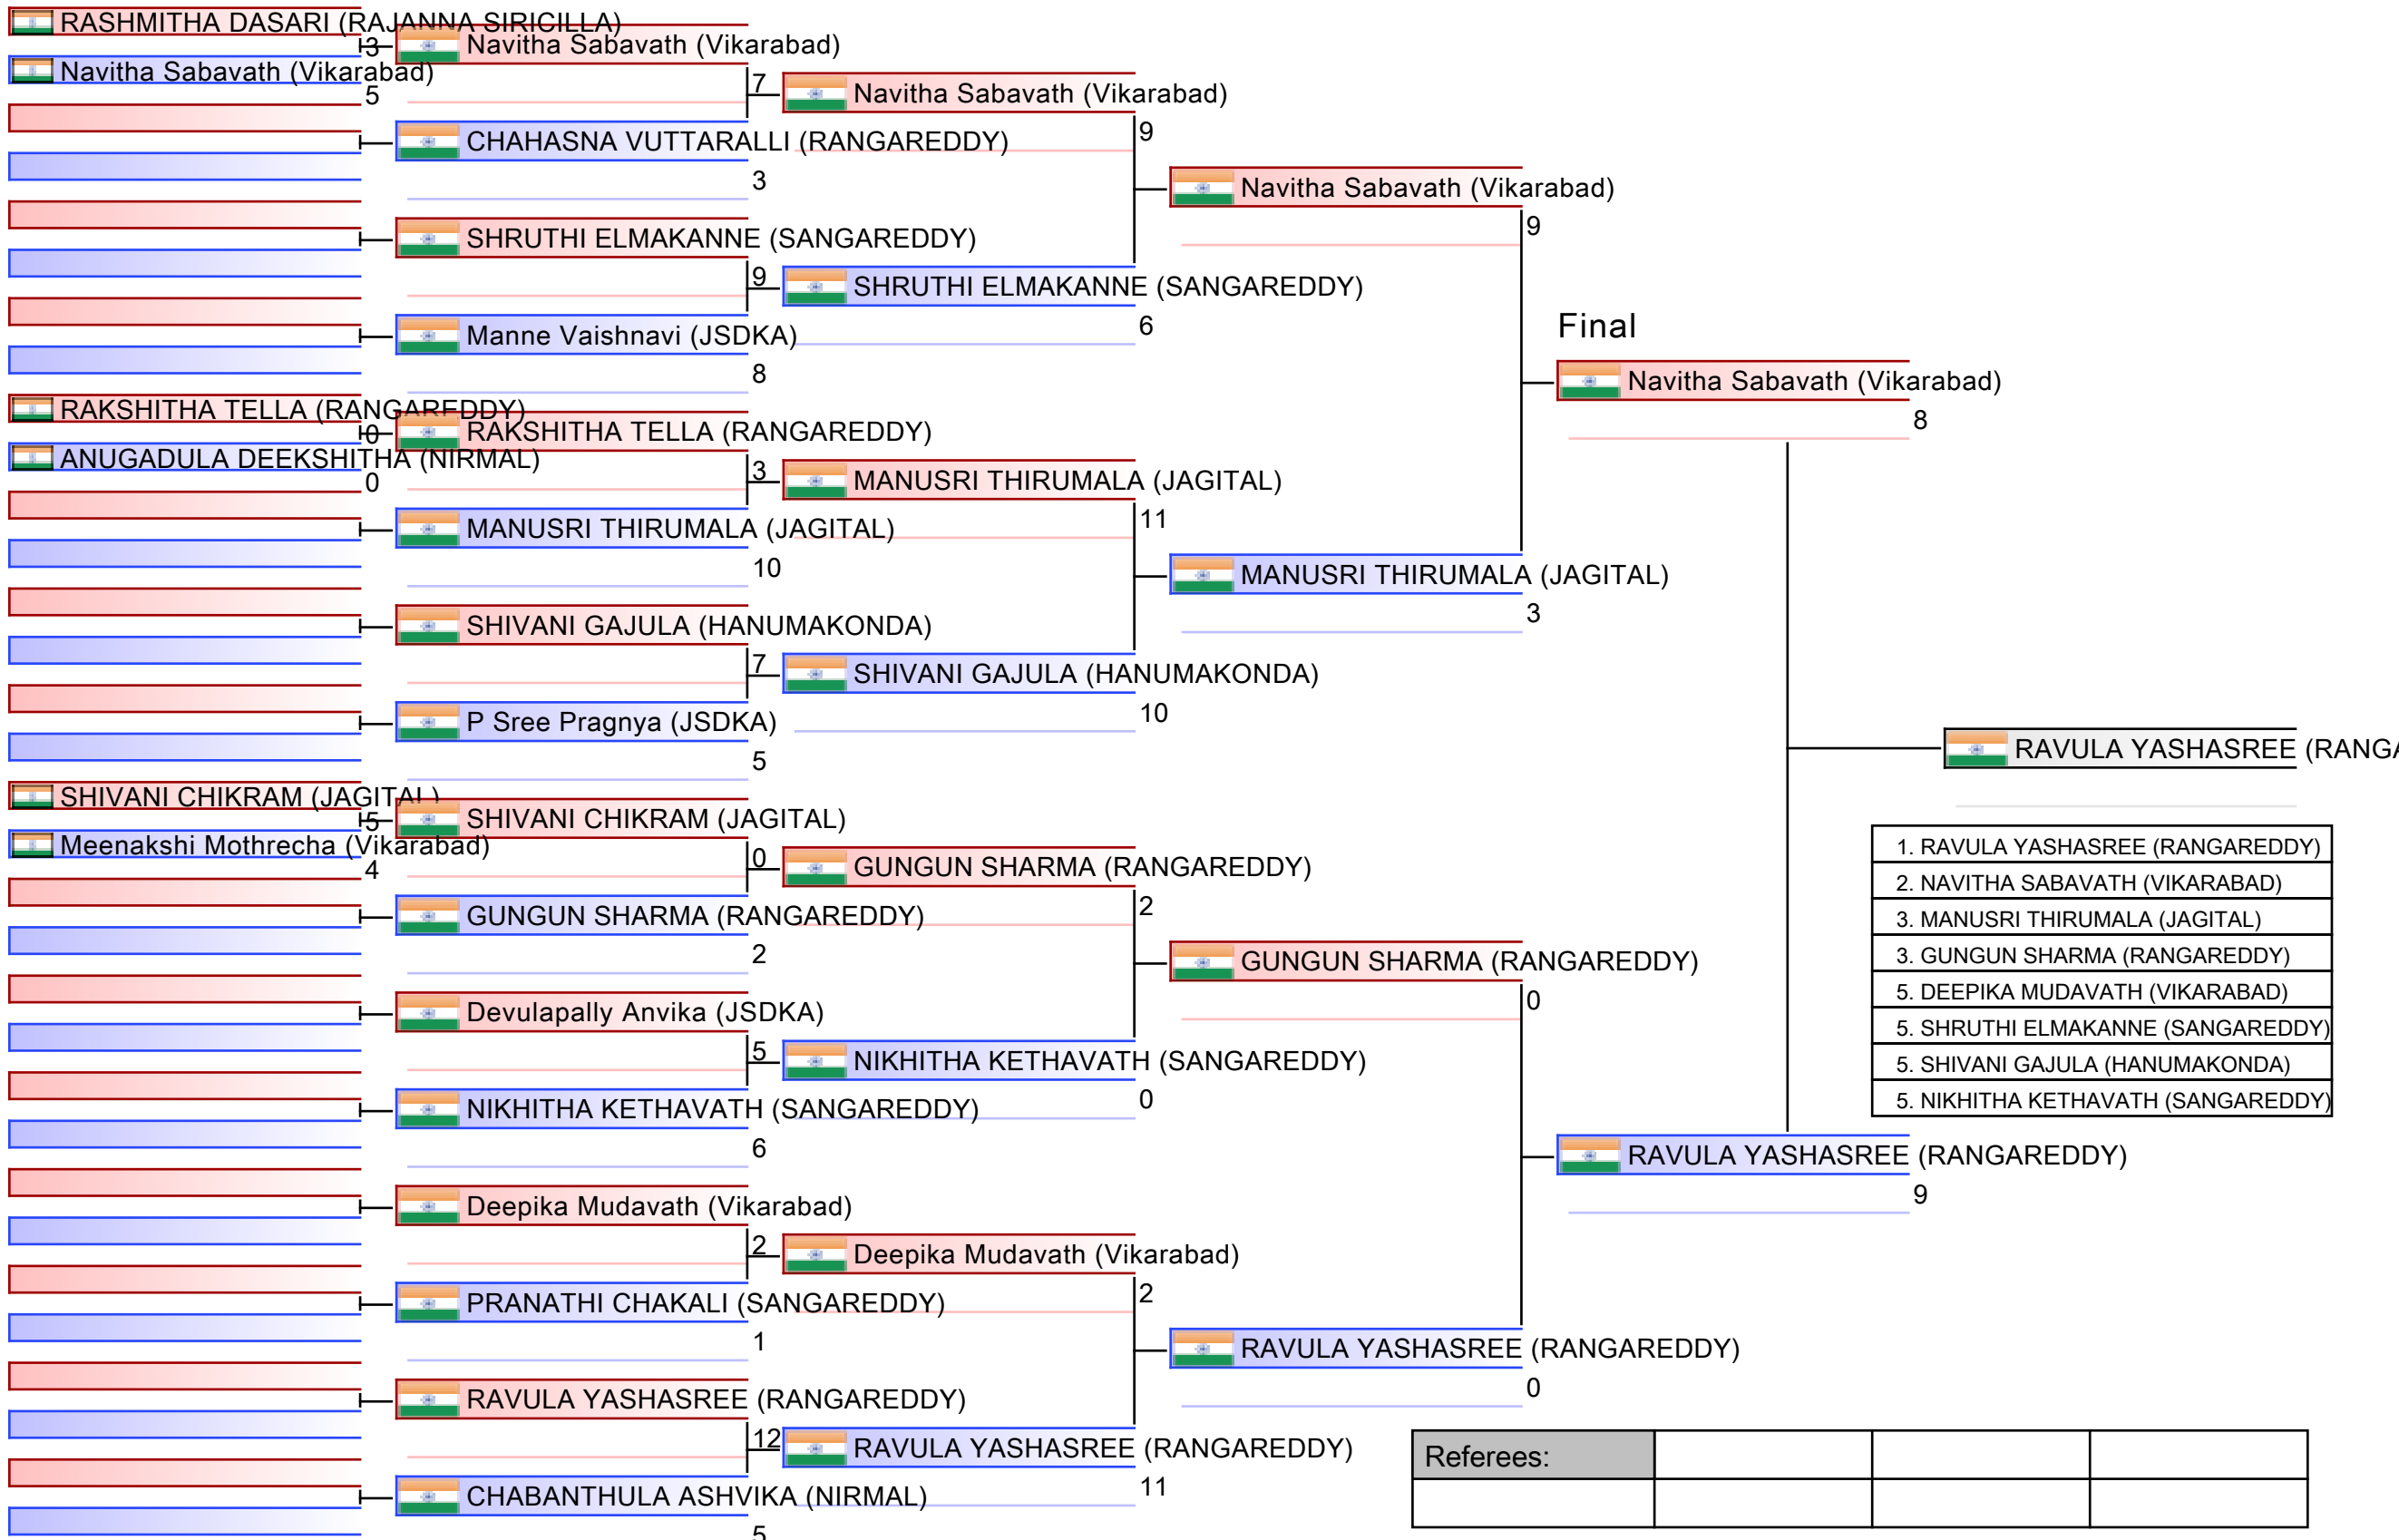 RASHMITHA DASARI (RAJANNA SIRICILLA)
3
Navitha Sabavath (Vikarabad)
5
RAKSHITHA TELLA (RANGAREDDY)
0
ANUGADULA DEEKSHITHA (NIRMAL)
0
SHIVANI CHIKRAM (JAGITAL)
5
Meenakshi Mothrecha (Vikarabad)
4
Navitha Sabavath (Vikarabad)
7
CHAHASNA VUTTARALLI (RANGAREDDY)
3
SHRUTHI ELMAKANNE (SANGAREDDY)
9
Manne Vaishnavi (JSDKA)
8
RAKSHITHA TELLA (RANGAREDDY)
3
MANUSRI THIRUMALA (JAGITAL)
10
SHIVANI GAJULA (HANUMAKONDA)
7
P Sree Pragnya (JSDKA)
5
SHIVANI CHIKRAM (JAGITAL)
0
GUNGUN SHARMA (RANGAREDDY)
2
Devulapally Anvika (JSDKA)
5
NIKHITHA KETHAVATH (SANGAREDDY)
6
Deepika Mudavath (Vikarabad)
2
PRANATHI CHAKALI (SANGAREDDY)
1
RAVULA YASHASREE (RANGAREDDY)
12
CHABANTHULA ASHVIKA (NIRMAL)
5
Navitha Sabavath (Vikarabad)
9
SHRUTHI ELMAKANNE (SANGAREDDY)
6
MANUSRI THIRUMALA (JAGITAL)
11
SHIVANI GAJULA (HANUMAKONDA)
10
GUNGUN SHARMA (RANGAREDDY)
2
NIKHITHA KETHAVATH (SANGAREDDY)
0
Deepika Mudavath (Vikarabad)
2
RAVULA YASHASREE (RANGAREDDY)
11
Navitha Sabavath (Vikarabad)
9
MANUSRI THIRUMALA (JAGITAL)
3
GUNGUN SHARMA (RANGAREDDY)
0
RAVULA YASHASREE (RANGAREDDY)
0
Final
Navitha Sabavath (Vikarabad)
8
RAVULA YASHASREE (RANGAREDDY)
9
RAVULA YASHASREE (RANGA
1. RAVULA YASHASREE (RANGAREDDY)
2. NAVITHA SABAVATH (VIKARABAD)
3. MANUSRI THIRUMALA (JAGITAL)
3. GUNGUN SHARMA (RANGAREDDY)
5. DEEPIKA MUDAVATH (VIKARABAD)
5. SHRUTHI ELMAKANNE (SANGAREDDY)
5. SHIVANI GAJULA (HANUMAKONDA)
5. NIKHITHA KETHAVATH (SANGAREDDY)
Referees: